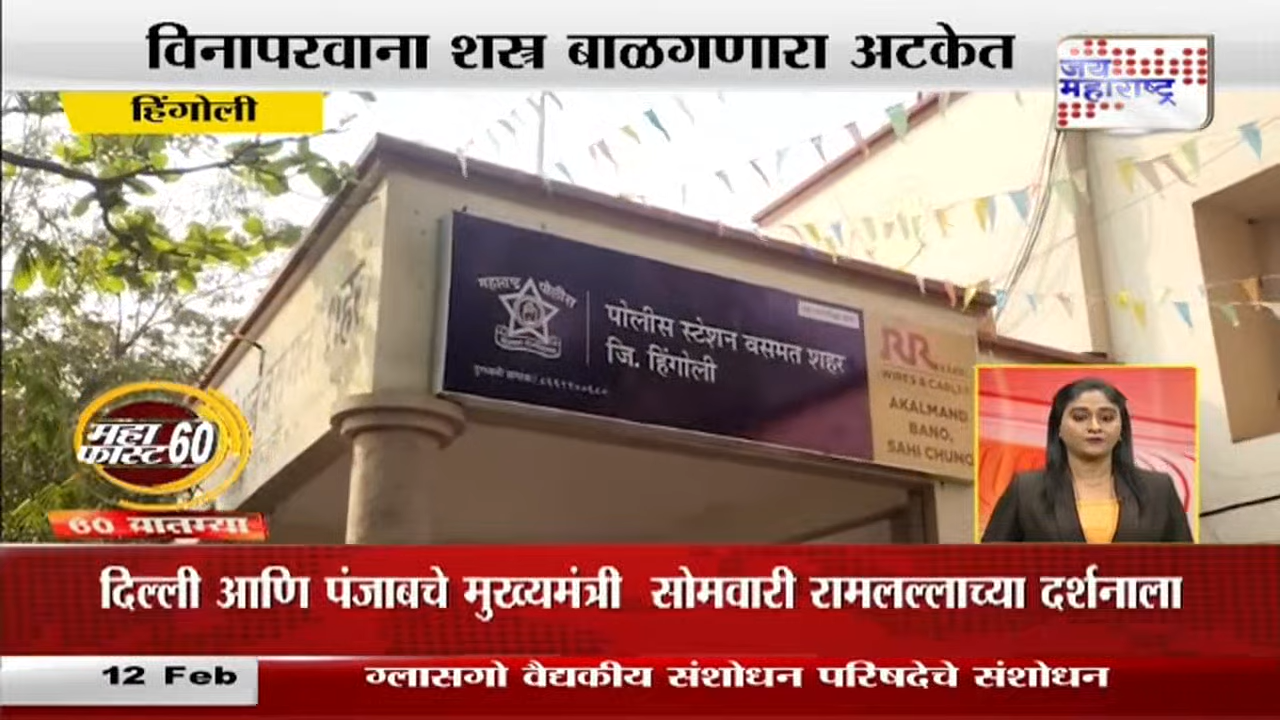 विनापरवाना शस्त्र बाळगणारा अटकेत
जय
महाराष्ट्र
हिंगोली
महाराष्ट्र पोलीस
पोलीस स्टेशन वसमत शहर
जि. हिंगोली
RR
WIRES & CABLES
AKALMAND
BANO,
SAHI CHUNO
महा
फास्ट 60
60 बातम्या
दिल्ली आणि पंजाबचे मुख्यमंत्री सोमवारी रामलल्लाच्या दर्शनाला
12 Feb
ग्लासगो वैद्यकीय संशोधन परिषदेचे संशोधन